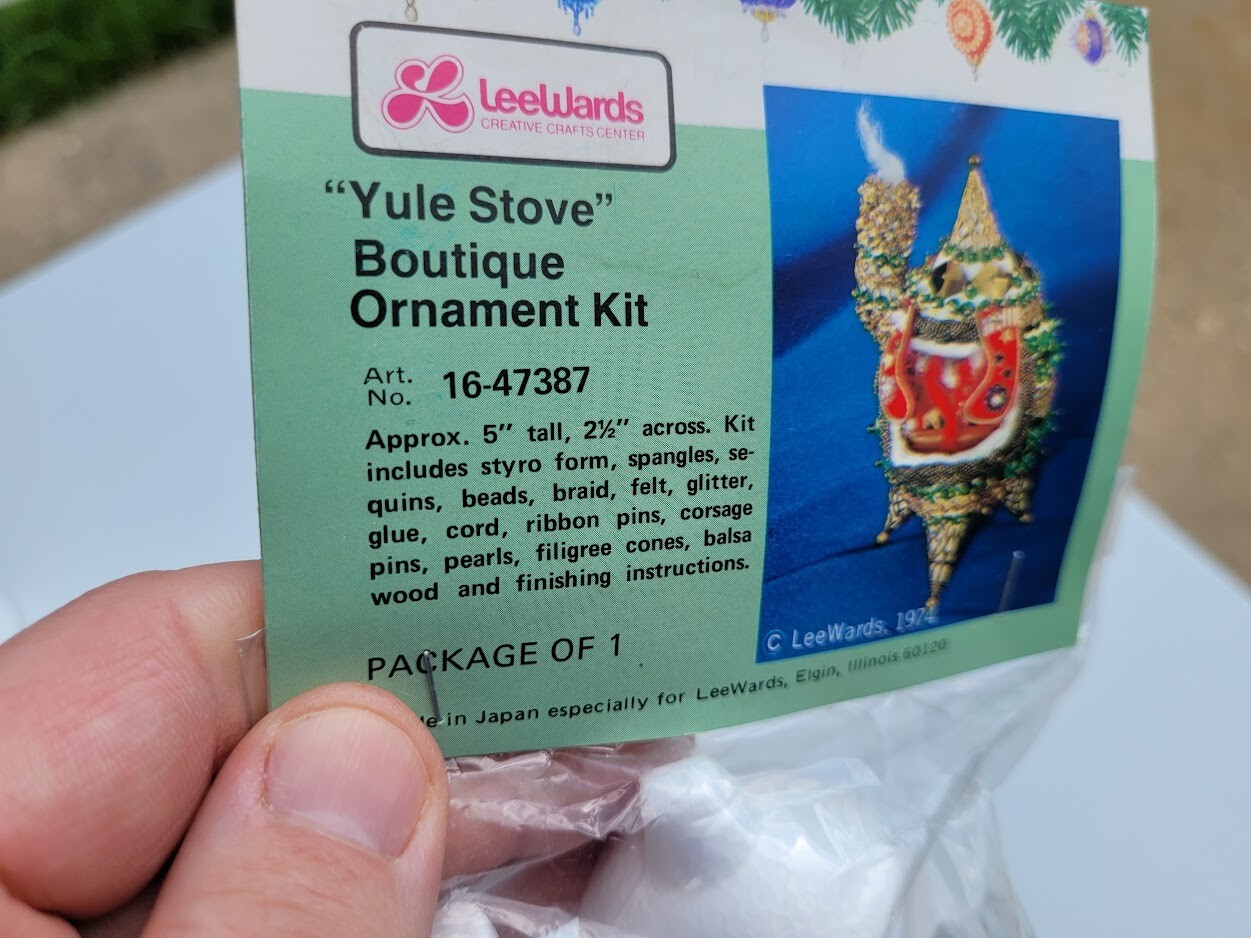 LeeWards
CREATIVE CRAFTS CENTER
“Yule Stove”
Boutique
Ornament Kit
Art.
No. 16-47387
Approx. 5″ tall, 2½″ across. Kit
includes styro form, spangles, se-
quins, beads, braid, felt, glitter,
glue, cord, ribbon pins, corsage
pins, pearls, filigree cones, balsa
wood and finishing instructions.
PACKAGE OF 1
© LeeWards, 1974
in Japan especially for LeeWards, Elgin, Illinois 60120